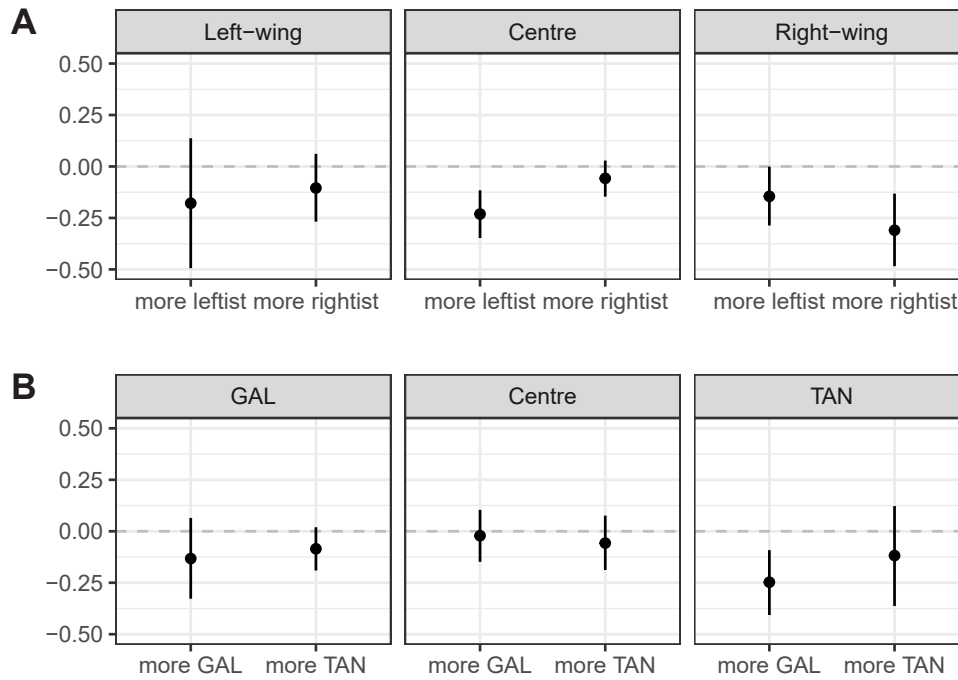 A
Left−wing Centre Right−wing
0.50
0.25
0.00
−0.25
−0.50
more leftist more rightist more leftist more rightist more leftist more rightist
B
GAL Centre TAN
0.50
0.25
0.00
−0.25
−0.50
more GAL more TAN more GAL more TAN more GAL more TAN